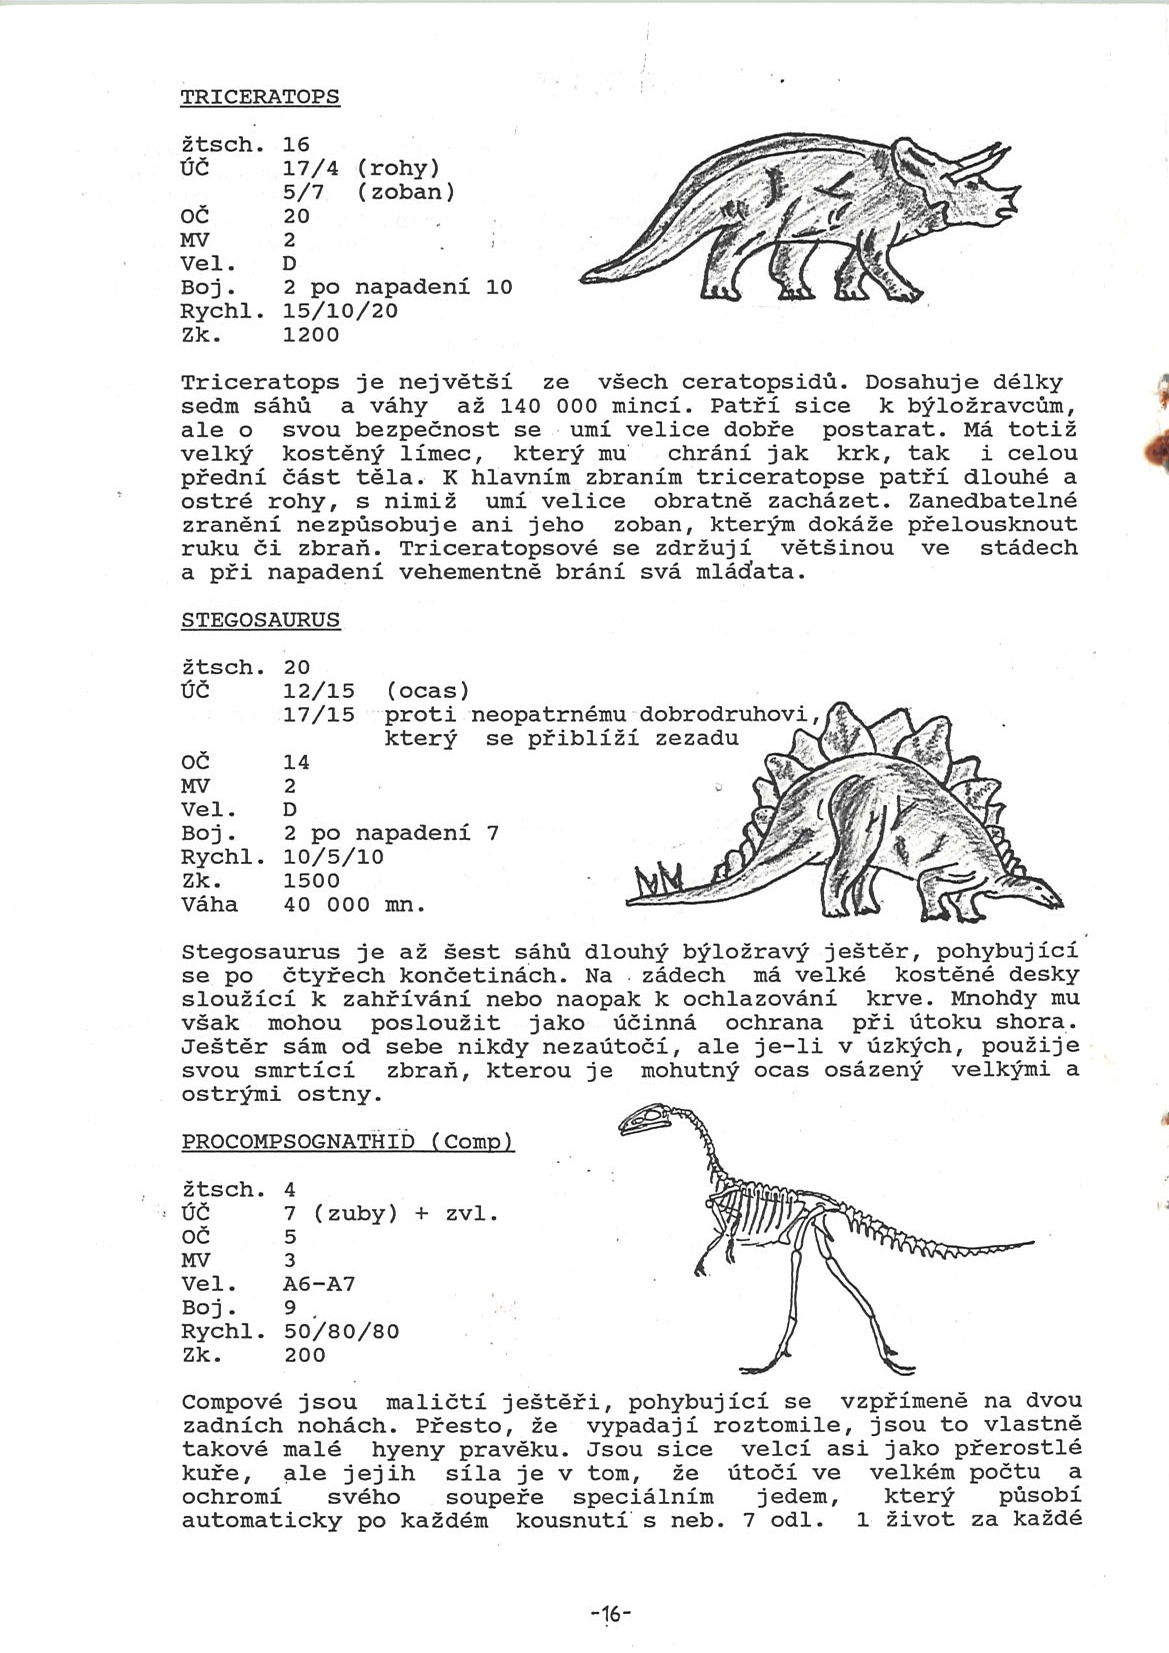 TRICERATOPS
žtsch. 16
ÚČ 17/4 (rohy)
5/7 (zoban)
OČ 20
MV 2
Vel. D
Boj. 2 po napadení 10
Rychl. 15/10/20
Zk. 1200
Triceratops je největší ze všech ceratopsidů. Dosahuje délky
sedm sáhů a váhy až 140 000 mincí. Patří sice k býložravcům,
ale o svou bezpečnost se umí velice dobře postarat. Má totiž
velký kostěný límec, který mu chrání jak krk, tak i celou
přední část těla. K hlavním zbraním triceratopse patří dlouhé a
ostré rohy, s nimiž umí velice obratně zacházet. Zanedbatelné
zranění nezpůsobuje ani jeho zoban, kterým dokáže přelousknout
ruku či zbraň. Triceratopsové se zdržují většinou ve stádech
a při napadení vehementně brání svá mláďata.
STEGOSAURUS
žtsch. 20
ÚČ 12/15 (ocas)
17/15 proti neopatrnému dobrodruhovi,
který se přiblíží zezadu
OČ 14
MV 2
Vel. D
Boj. 2 po napadení 7
Rychl. 10/5/10
Zk. 1500
Váha 40 000 mn.
Stegosaurus je až šest sáhů dlouhý býložravý ještěr, pohybující
se po čtyřech končetinách. Na zádech má velké kostěné desky
sloužící k zahřívání nebo naopak k ochlazování krve. Mnohdy mu
však mohou posloužit jako účinná ochrana při útoku shora.
Ještěr sám od sebe nikdy nezaútočí, ale je-li v úzkých, použije
svou smrtící zbraň, kterou je mohutný ocas osázený velkými a
ostrými ostny.
PROCOMPSOGNATHID (Comp)
žtsch. 4
ÚČ 7 (zuby) + zvl.
OČ 5
MV 3
Vel. A6-A7
Boj. 9
Rychl. 50/80/80
Zk. 200
Compové jsou maličtí ještěři, pohybující se vzpřímeně na dvou
zadních nohách. Přesto, že vypadají roztomile, jsou to vlastně
takové malé hyeny pravěku. Jsou sice velcí asi jako přerostlé
kuře, ale jejih síla je v tom, že útočí ve velkém počtu a
ochromí svého soupeře speciálním jedem, který působí
automaticky po každém kousnutí s neb. 7 odl. 1 život za každé
-16-